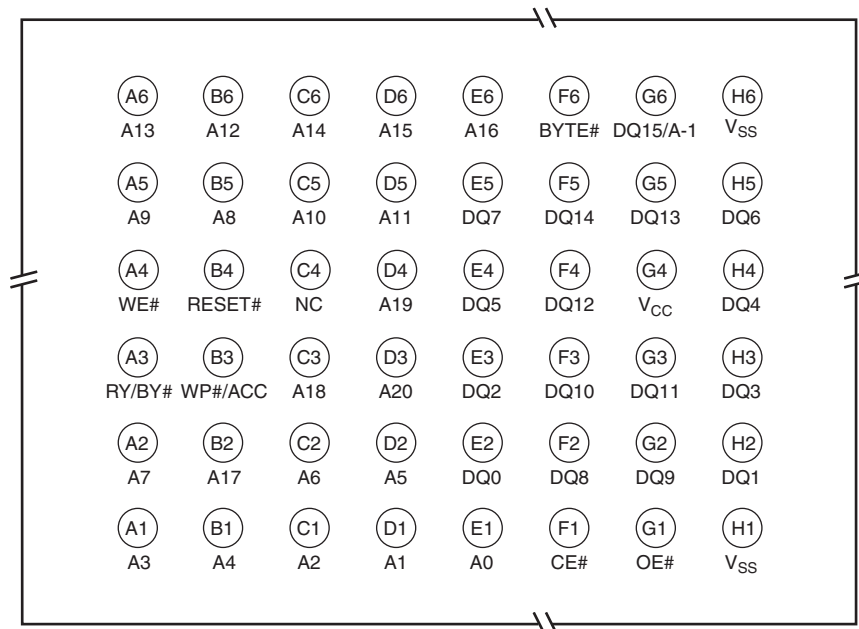 A6 B6 C6 D6 E6 F6 G6 H6
A13 A12 A14 A15 A16 BYTE# DQ15/A-1 VSS
A5 B5 C5 D5 E5 F5 G5 H5
A9 A8 A10 A11 DQ7 DQ14 DQ13 DQ6
A4 B4 C4 D4 E4 F4 G4 H4
WE# RESET# NC A19 DQ5 DQ12 VCC DQ4
A3 B3 C3 D3 E3 F3 G3 H3
RY/BY# WP#/ACC A18 A20 DQ2 DQ10 DQ11 DQ3
A2 B2 C2 D2 E2 F2 G2 H2
A7 A17 A6 A5 DQ0 DQ8 DQ9 DQ1
A1 B1 C1 D1 E1 F1 G1 H1
A3 A4 A2 A1 A0 CE# OE# VSS